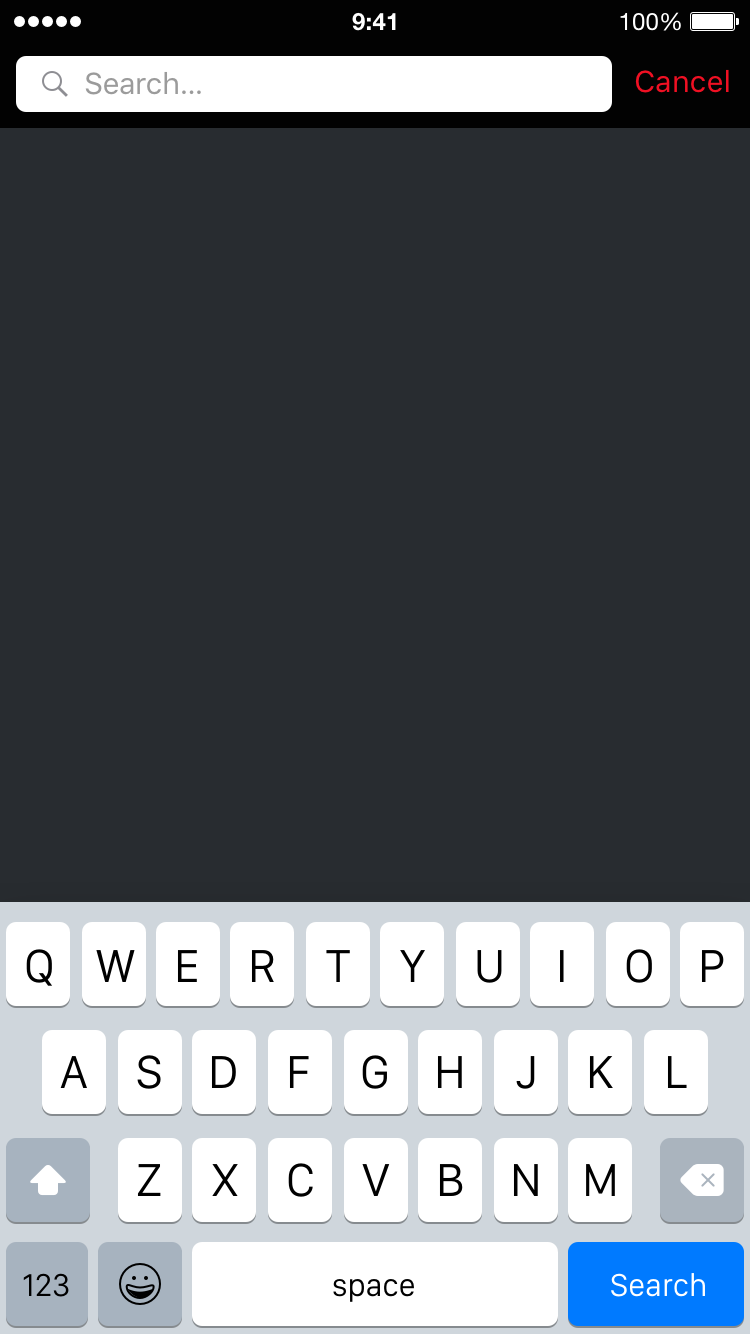 9:41 100%
Search... Cancel
Q W E R T Y U I O P
A S D F G H J K L
Z X C V B N M
123 space Search